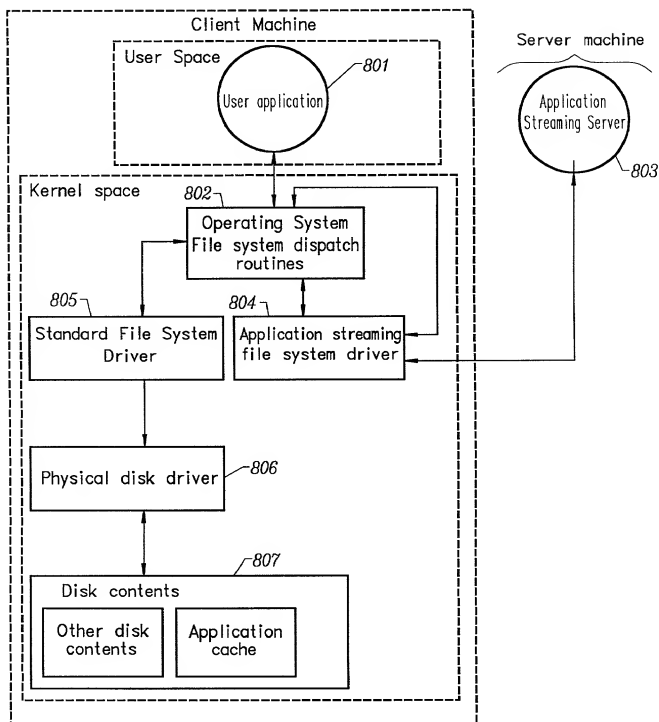 Client Machine
User Space
801
User application
Server machine
Application
Streaming Server
803
Kernel space
802
Operating System
File system dispatch
routines
805
Standard File System
Driver
804
Application streaming
file system driver
Physical disk driver
806
807
Disk contents
Other disk
contents
Application
cache